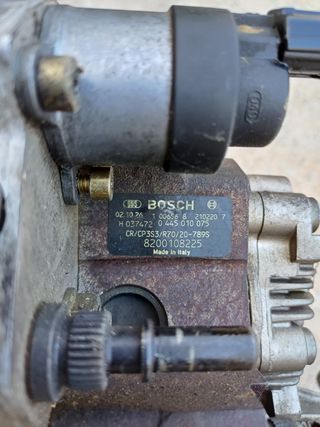 BOSCH
02.10.26 1 00656 8 210220 7
H 037472 0 445 010 075
CR/CP3S3/R70/20-789S
8200108225
Made in Italy